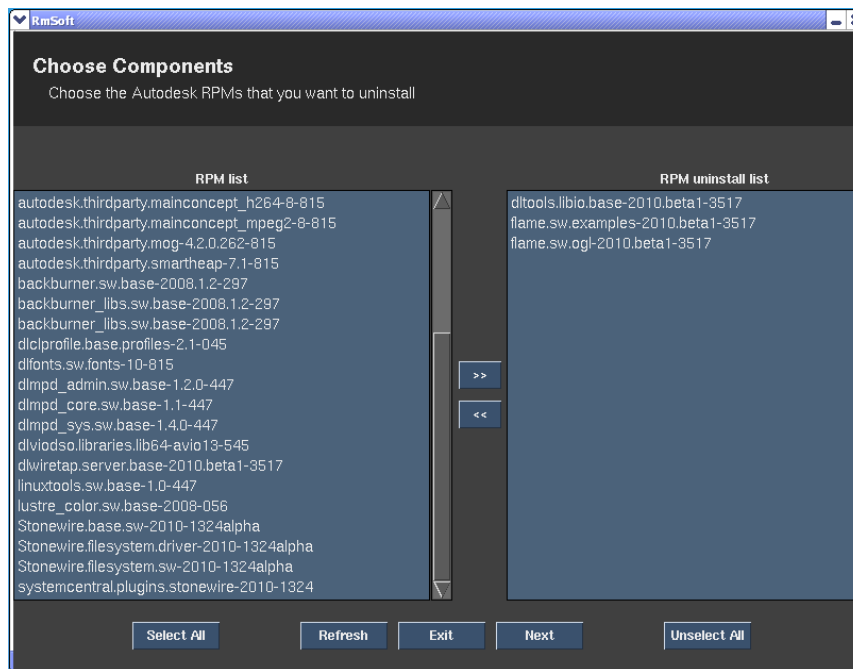 RmSoft
Choose Components
Choose the Autodesk RPMs that you want to uninstall
RPM list
autodesk.thirdparty.mainconcept_h264-8-815
autodesk.thirdparty.mainconcept_mpeg2-8-815
autodesk.thirdparty.mog-4.2.0.262-815
autodesk.thirdparty.smartheap-7.1-815
backburner.sw.base-2008.1.2-297
backburner_libs.sw.base-2008.1.2-297
backburner_libs.sw.base-2008.1.2-297
dlclprofile.base.profiles-2.1-045
dlfonts.sw.fonts-10-815
dlmpd_admin.sw.base-1.2.0-447
dlmpd_core.sw.base-1.1-447
dlmpd_sys.sw.base-1.4.0-447
dlviodso.libraries.lib64-avio13-545
dlwiretap.server.base-2010.beta1-3517
linuxtools.sw.base-1.0-447
lustre_color.sw.base-2008-056
Stonewire.base.sw-2010-1324alpha
Stonewire.filesystem.driver-2010-1324alpha
Stonewire.filesystem.sw-2010-1324alpha
systemcentral.plugins.stonewire-2010-1324
>>
<<
RPM uninstall list
dltools.libio.base-2010.beta1-3517
flame.sw.examples-2010.beta1-3517
flame.sw.ogl-2010.beta1-3517
Select All
Refresh
Exit
Next
Unselect All